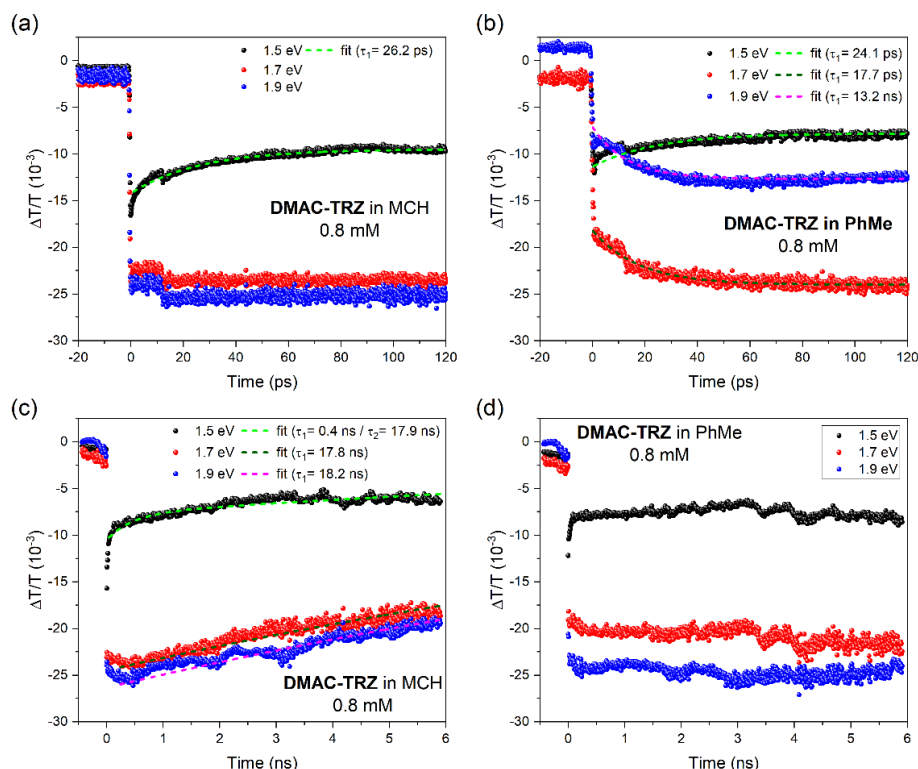 (a)
1.5 eV fit (τ1= 26.2 ps)
1.7 eV
1.9 eV
DMAC-TRZ in MCH
0.8 mM
ΔT/T (10-3)
0
-5
-10
-15
-20
-25
-30
-20 0 20 40 60 80 100 120
Time (ps)
(b)
1.5 eV fit (τ1= 24.1 ps)
1.7 eV fit (τ1= 17.7 ps)
1.9 eV fit (τ1= 13.2 ns)
DMAC-TRZ in PhMe
0.8 mM
ΔT/T (10-3)
0
-5
-10
-15
-20
-25
-30
-20 0 20 40 60 80 100 120
Time (ps)
(c)
1.5 eV fit (τ1= 0.4 ns / τ2= 17.9 ns)
1.7 eV fit (τ1= 17.8 ns)
1.9 eV fit (τ1= 18.2 ns)
DMAC-TRZ in MCH
0.8 mM
ΔT/T (10-3)
0
-5
-10
-15
-20
-25
-30
0 1 2 3 4 5 6
Time (ns)
(d)
DMAC-TRZ in PhMe
0.8 mM
1.5 eV
1.7 eV
1.9 eV
ΔT/T (10-3)
0
-5
-10
-15
-20
-25
-30
0 1 2 3 4 5 6
Time (ns)